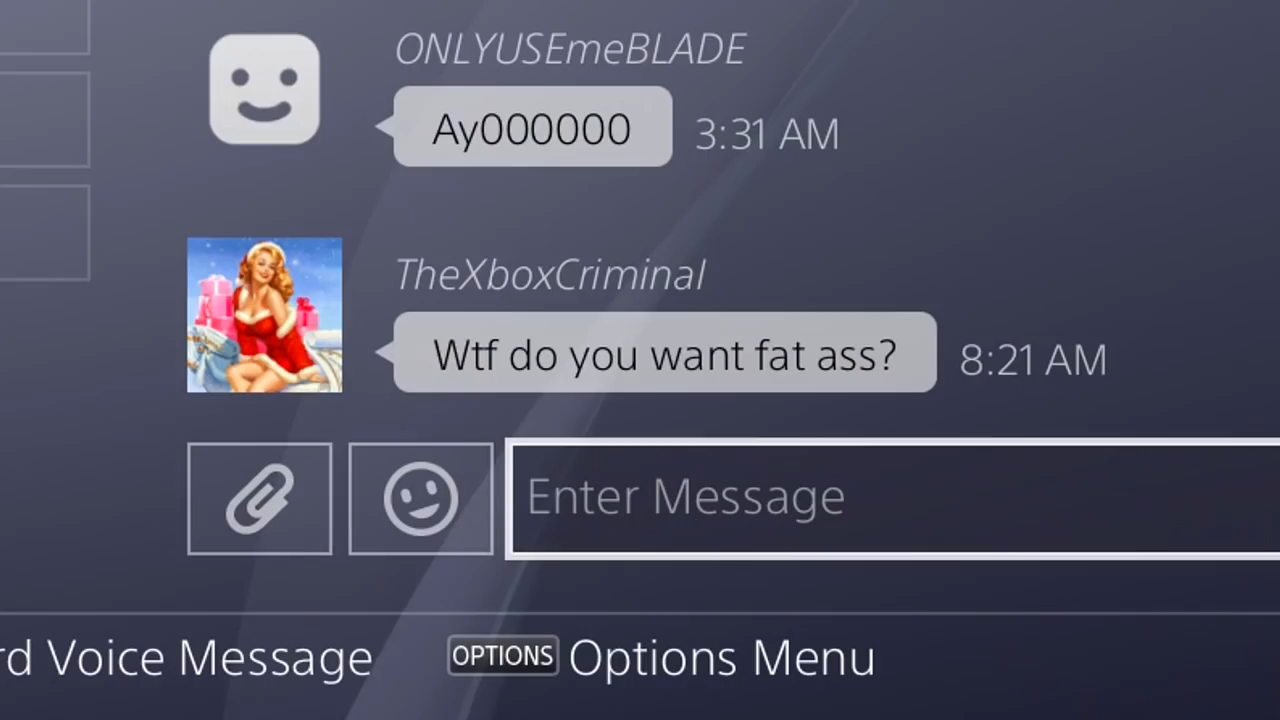 ONLYUSEmeBLADE
Ay000000 3:31 AM
TheXboxCriminal
Wtf do you want fat ass? 8:21 AM
Enter Message
rd Voice Message OPTIONS Options Menu